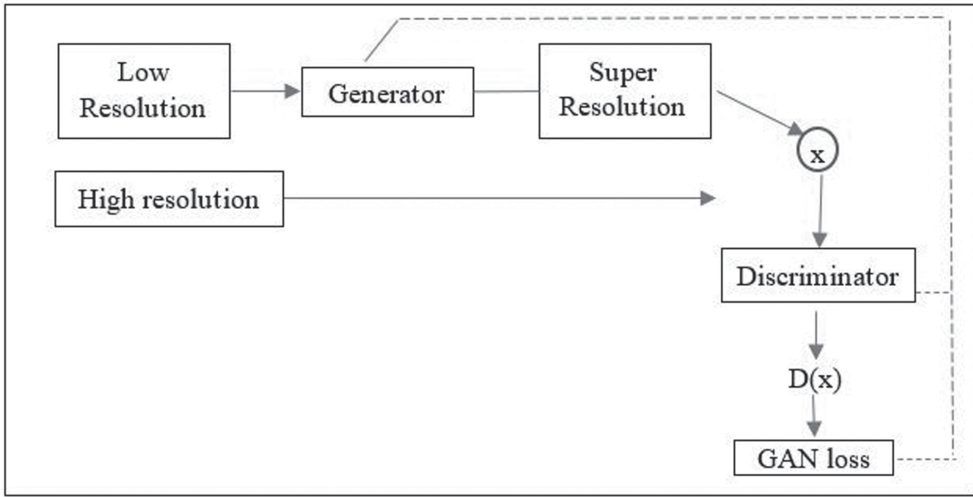 Low
Resolution
Generator
Super
Resolution
x
High resolution
Discriminator
D(x)
GAN loss